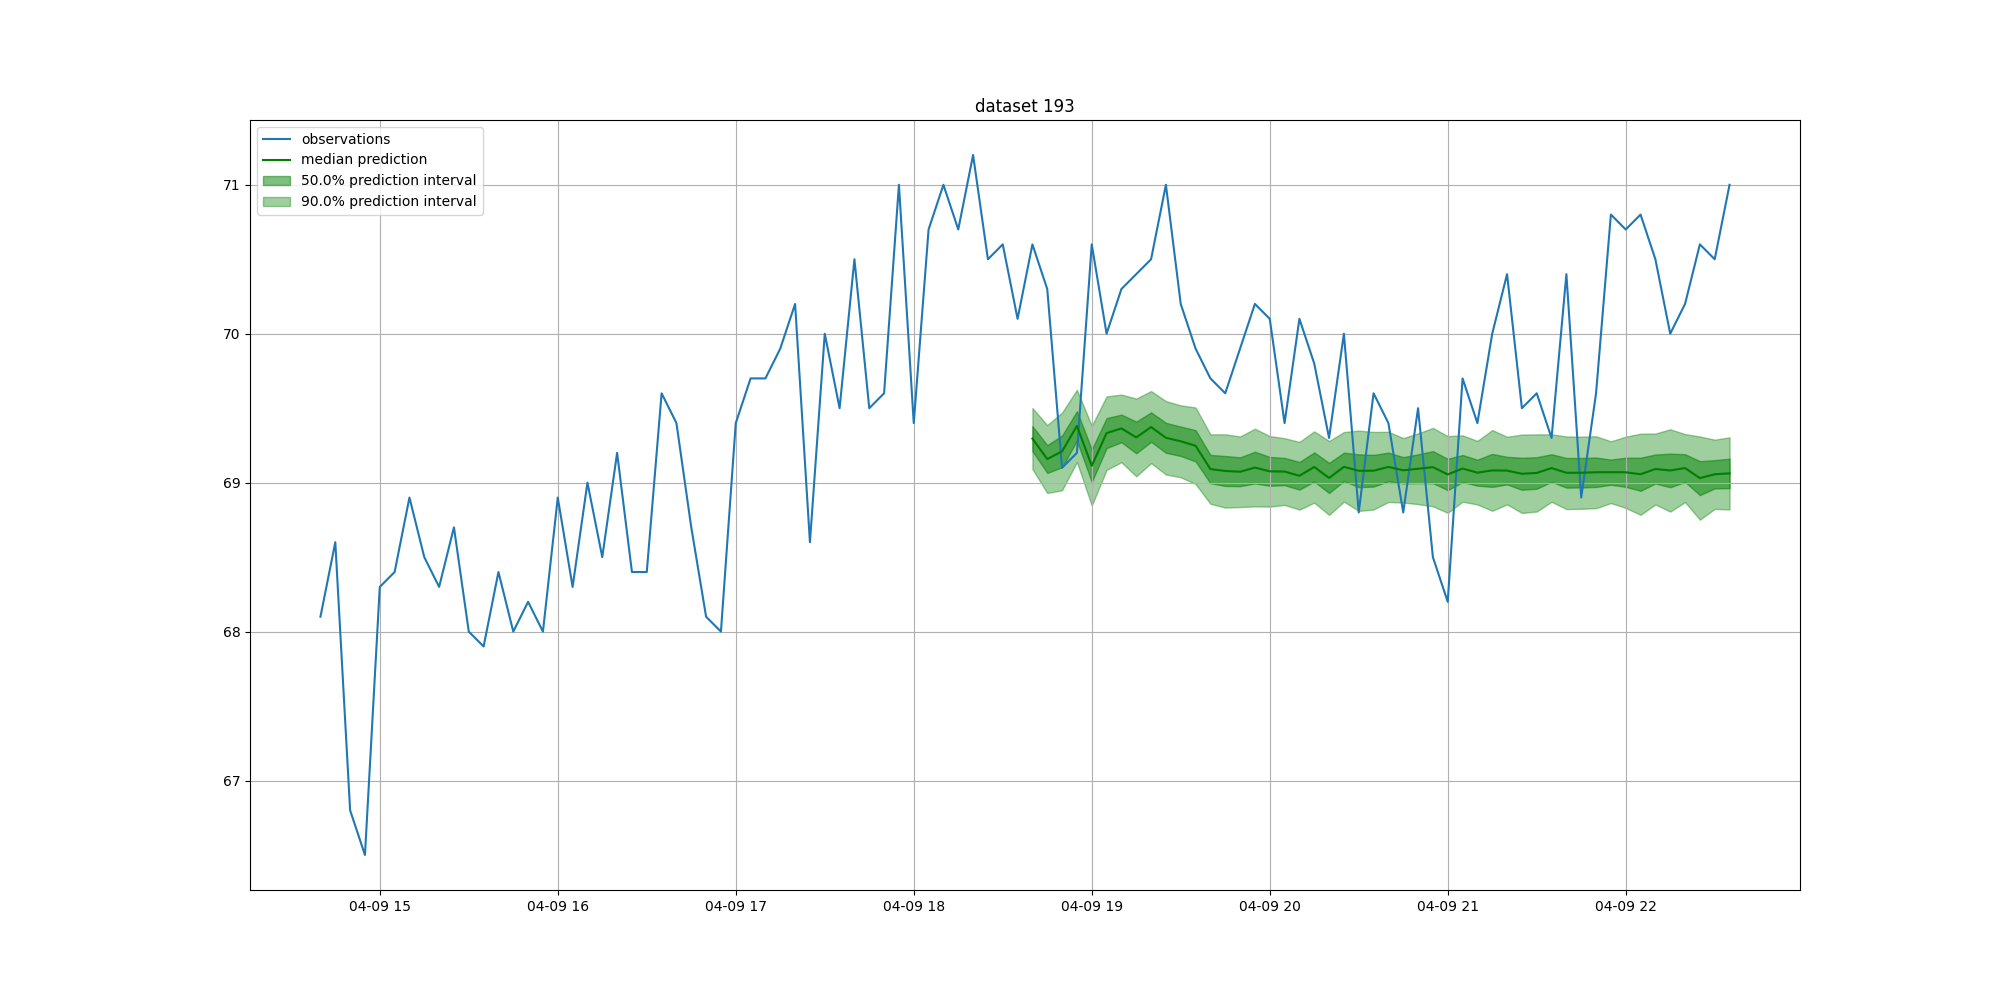 dataset 193
observations
median prediction
50.0% prediction interval
90.0% prediction interval
71
70
69
68
67
04-09 15
04-09 16
04-09 17
04-09 18
04-09 19
04-09 20
04-09 21
04-09 22